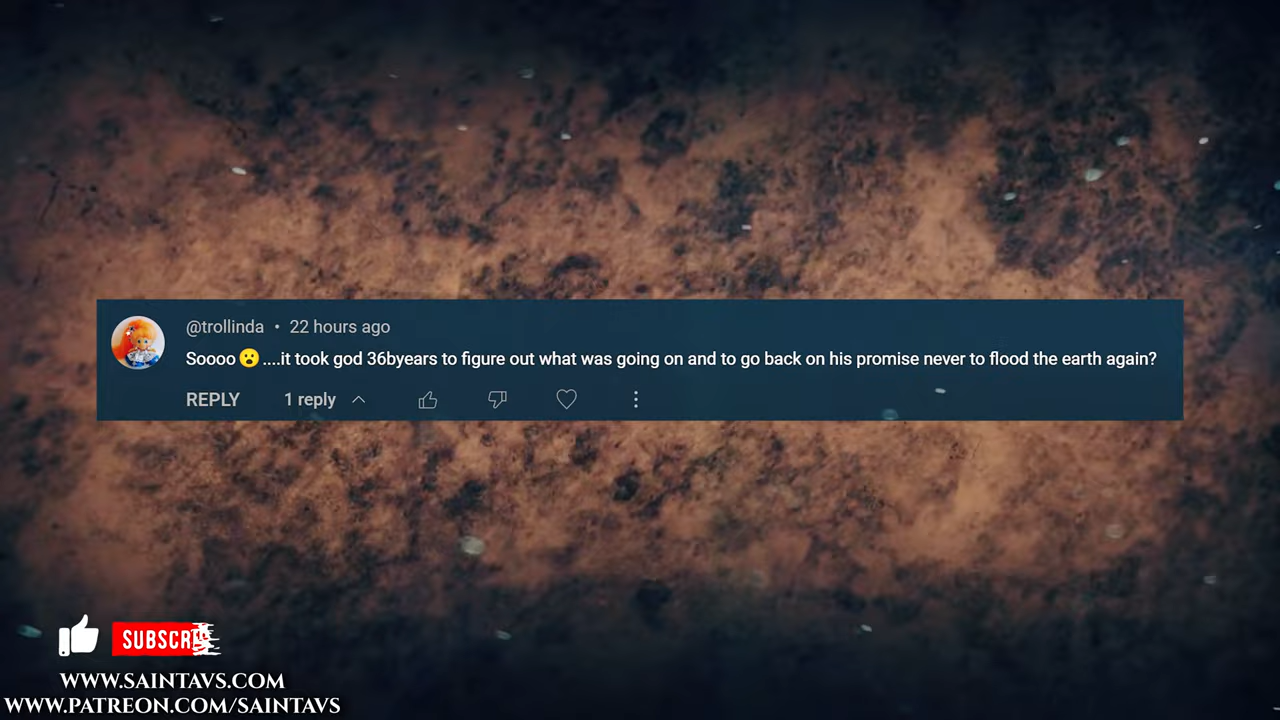 @trollinda • 22 hours ago
Soooo😮....it took god 36byears to figure out what was going on and to go back on his promise never to flood the earth again?
REPLY 1 reply
SUBSCRI
WWW.SAINTAVS.COM
WWW.PATREON.COM/SAINTAVS